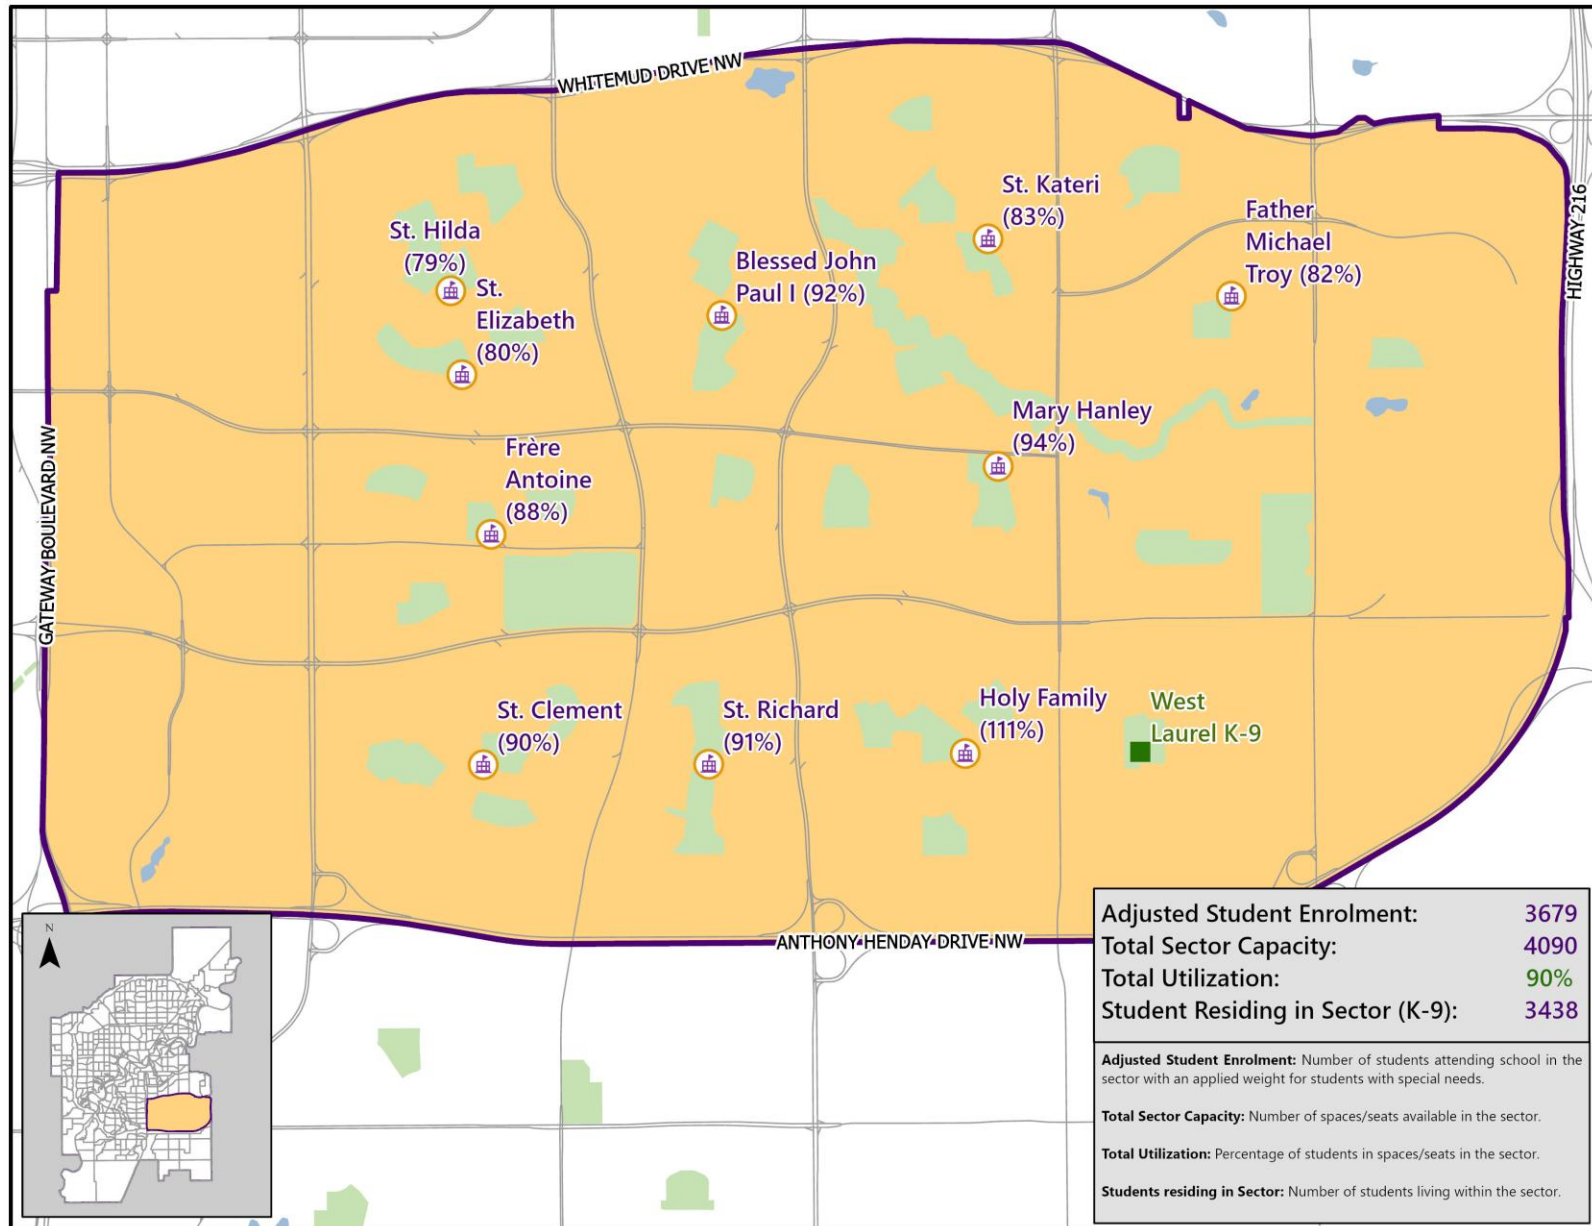 WHITEMUD DRIVE NW
HIGHWAY 216
GATEWAY BOULEVARD NW
ANTHONY HENDAY DRIVE NW
St. Kateri
(83%)
Father
Michael
Troy (82%)
St. Hilda
(79%)
Blessed John
Paul I (92%)
St.
Elizabeth
(80%)
Mary Hanley
(94%)
Frère
Antoine
(88%)
St. Clement
(90%)
St. Richard
(91%)
Holy Family
(111%)
West
Laurel K-9
N
Adjusted Student Enrolment: 3679
Total Sector Capacity: 4090
Total Utilization: 90%
Student Residing in Sector (K-9): 3438
Adjusted Student Enrolment: Number of students attending school in the
sector with an applied weight for students with special needs.
Total Sector Capacity: Number of spaces/seats available in the sector.
Total Utilization: Percentage of students in spaces/seats in the sector.
Students residing in Sector: Number of students living within the sector.